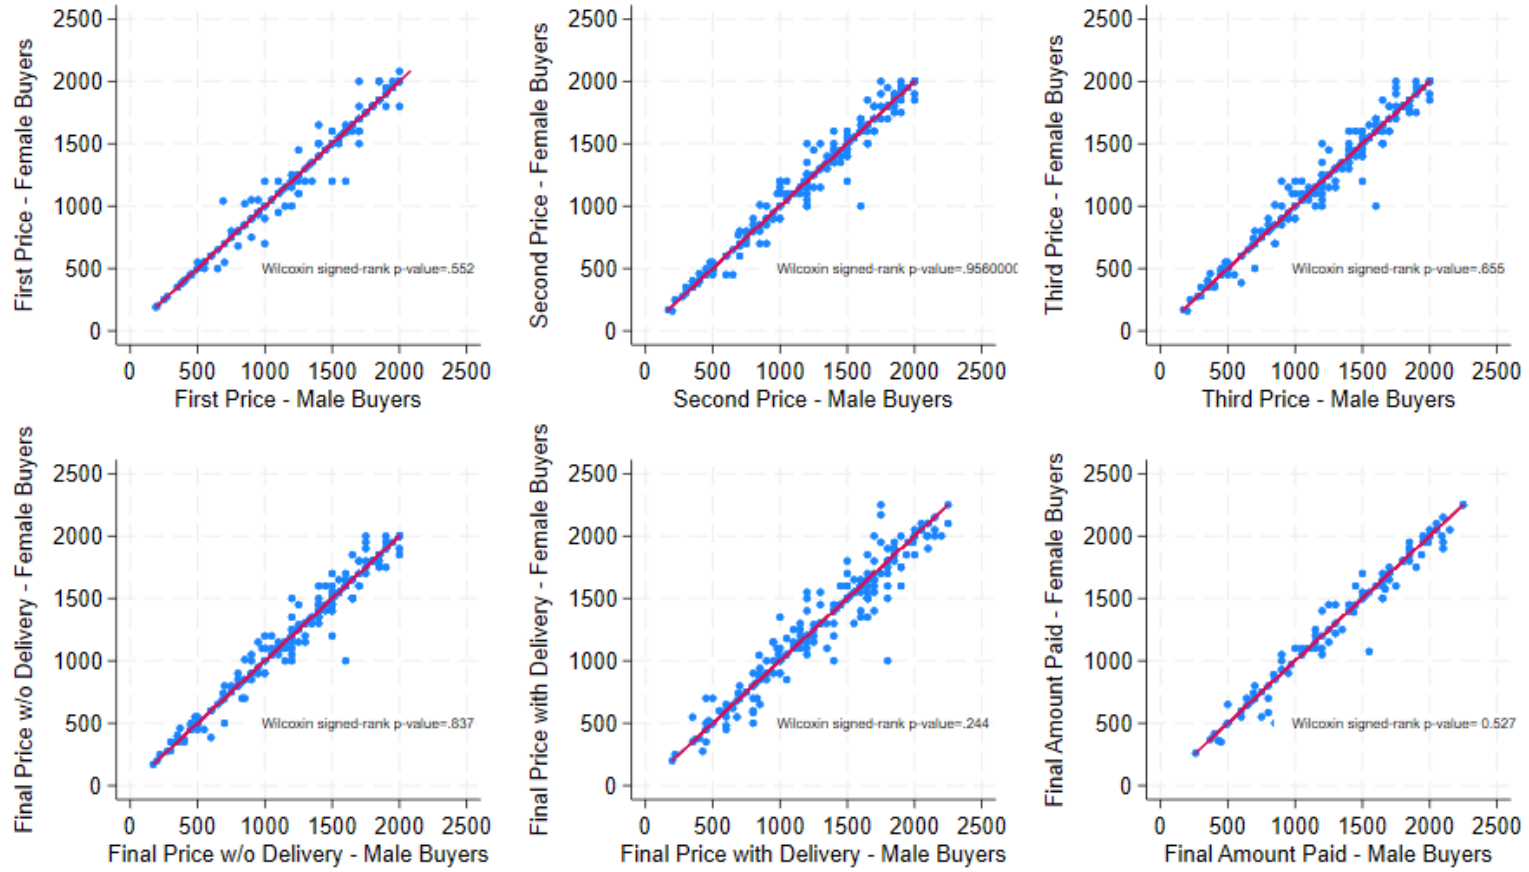 2500
2000
1500
1000
500
0
First Price - Female Buyers
Wilcoxin signed-rank p-value=.552
0 500 1000 1500 2000 2500
First Price - Male Buyers
2500
2000
1500
1000
500
0
Second Price - Female Buyers
Wilcoxin signed-rank p-value=.9560000
0 500 1000 1500 2000 2500
Second Price - Male Buyers
2500
2000
1500
1000
500
0
Third Price - Female Buyers
Wilcoxin signed-rank p-value=.655
0 500 1000 1500 2000 2500
Third Price - Male Buyers
2500
2000
1500
1000
500
0
Final Price w/o Delivery - Female Buyers
Wilcoxin signed-rank p-value=.837
0 500 1000 1500 2000 2500
Final Price w/o Delivery - Male Buyers
2500
2000
1500
1000
500
0
Final Price with Delivery - Female Buyers
Wilcoxin signed-rank p-value=.244
0 500 1000 1500 2000 2500
Final Price with Delivery - Male Buyers
2500
2000
1500
1000
500
0
Final Amount Paid - Female Buyers
Wilcoxin signed-rank p-value= 0.527
0 500 1000 1500 2000 2500
Final Amount Paid - Male Buyers